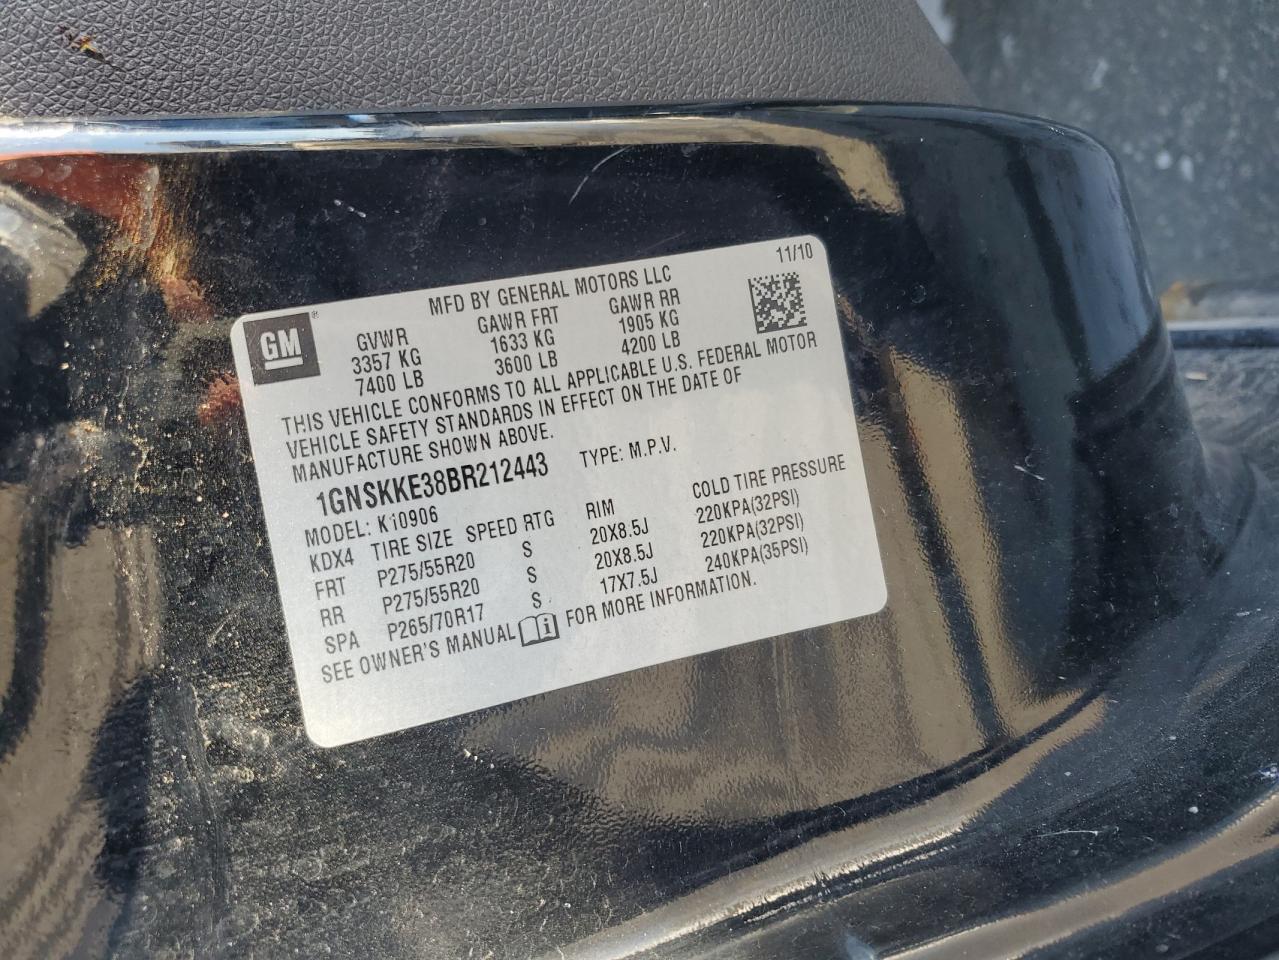 11/10
MFD BY GENERAL MOTORS LLC
GM®
GVWR GAWR FRT GAWR RR
3357 KG 1633 KG 1905 KG
7400 LB 3600 LB 4200 LB
THIS VEHICLE CONFORMS TO ALL APPLICABLE U.S. FEDERAL MOTOR
VEHICLE SAFETY STANDARDS IN EFFECT ON THE DATE OF
MANUFACTURE SHOWN ABOVE.
1GNSKKE38BR212443 TYPE: M.P.V.
MODEL: K10906
KDX4 TIRE SIZE SPEED RTG RIM COLD TIRE PRESSURE
FRT P275/55R20 S 20X8.5J 220KPA(32PSI)
RR P275/55R20 S 20X8.5J 220KPA(32PSI)
SPA P265/70R17 S 17X7.5J 240KPA(35PSI)
SEE OWNER'S MANUAL i FOR MORE INFORMATION.